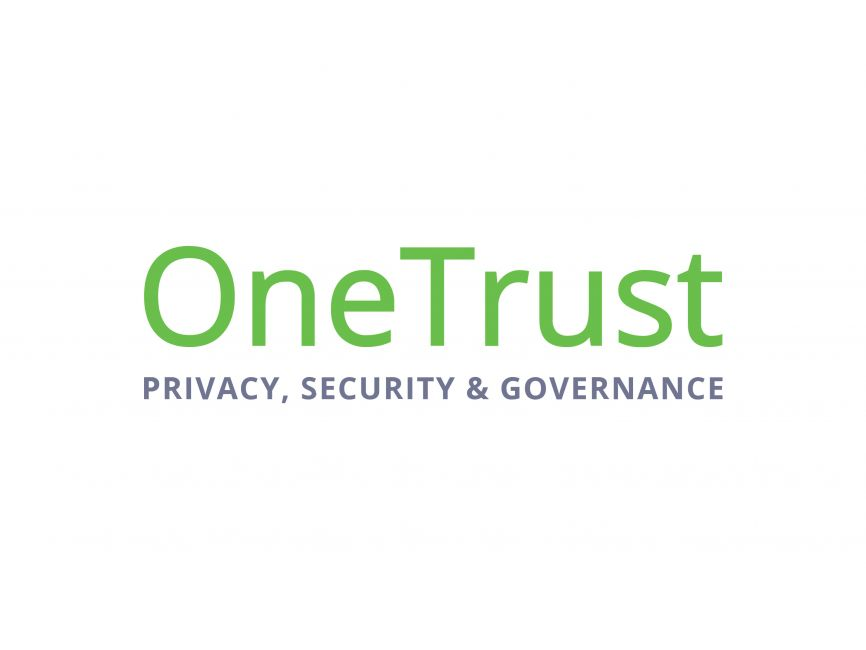 OneTrust
PRIVACY, SECURITY & GOVERNANCE